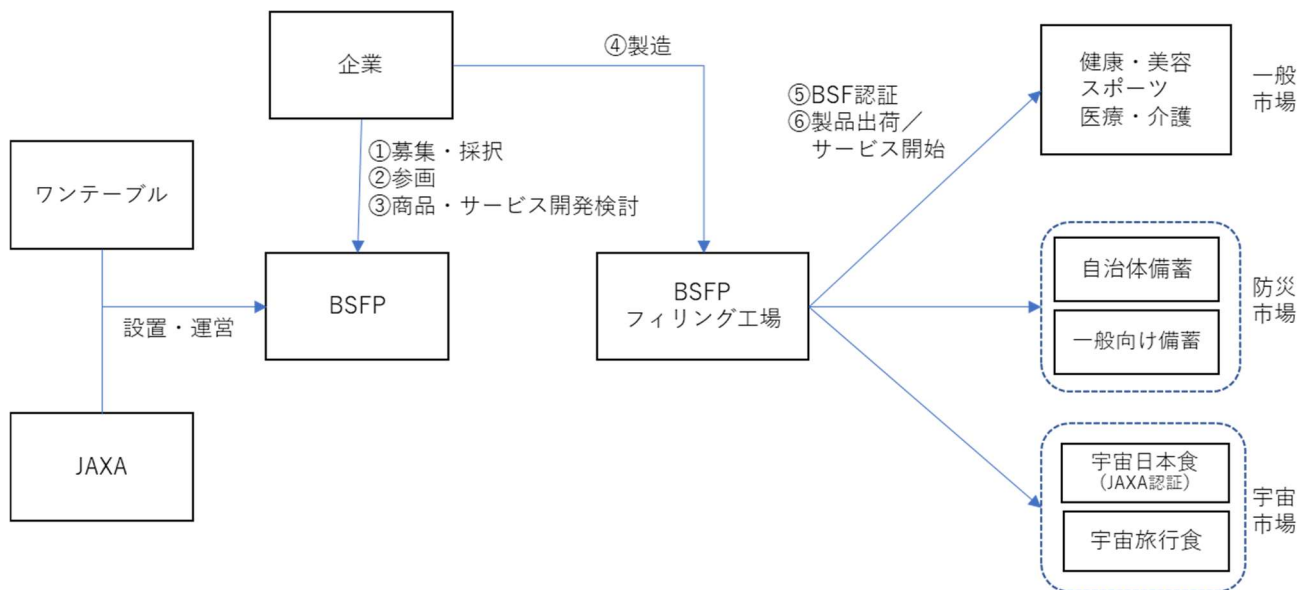 企業
④製造
⑤BSF認証
⑥製品出荷／
サービス開始
健康・美容
スポーツ
医療・介護
一般
市場
①募集・採択
②参画
③商品・サービス開発検討
ワンテーブル
設置・運営
JAXA
BSFP
BSFP
フィリング工場
自治体備蓄
一般向け備蓄
防災
市場
宇宙日本食
（JAXA認証）
宇宙旅行食
宇宙
市場